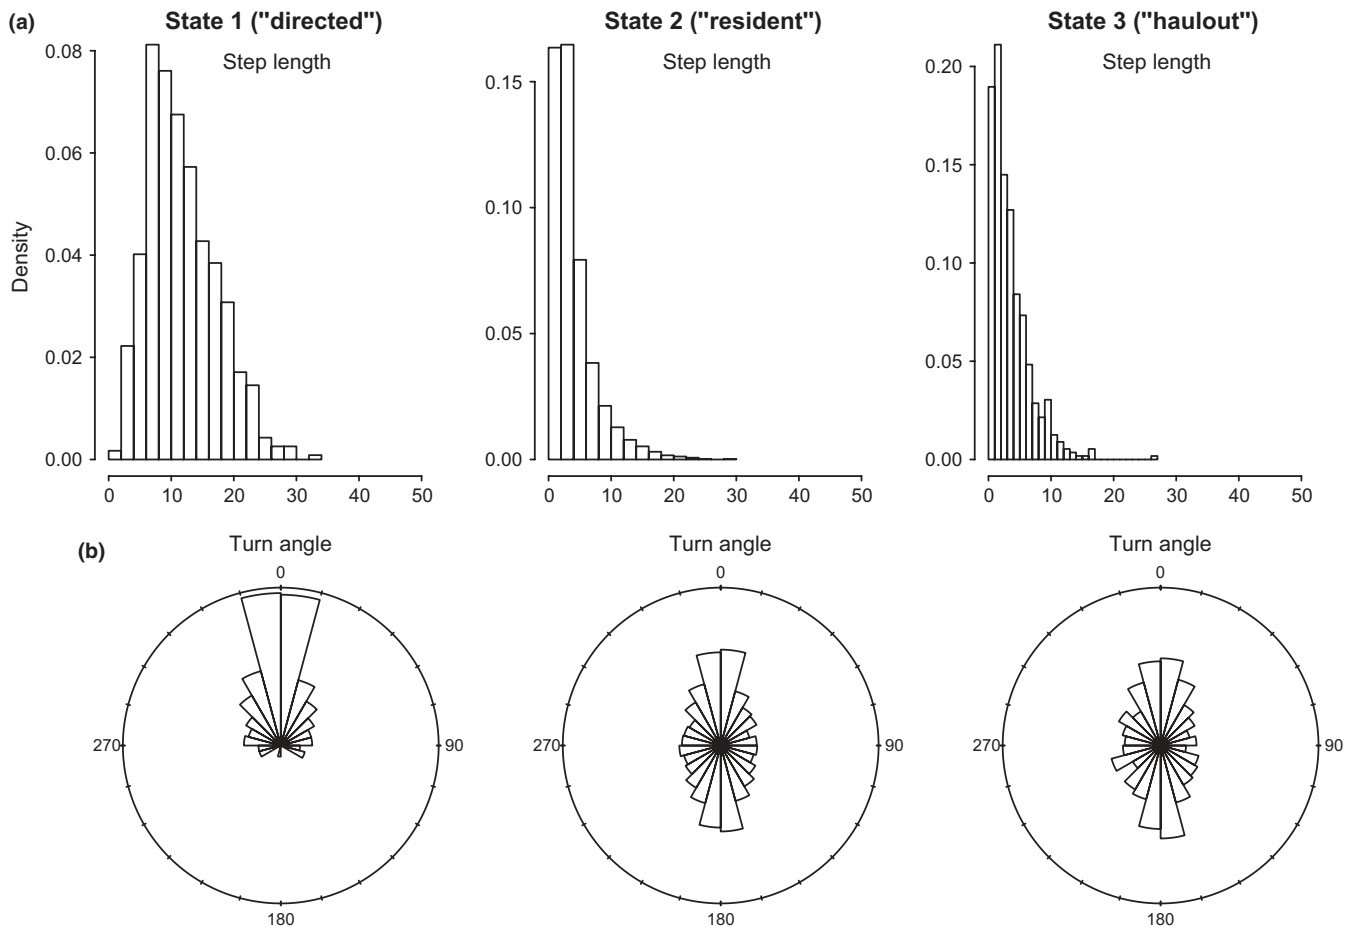 (a)
State 1 ("directed")
State 2 ("resident")
State 3 ("haulout")
Step length
Step length
Step length
Density
0.08
0.06
0.04
0.02
0.00
0 10 20 30 40 50
0.15
0.10
0.05
0.00
0 10 20 30 40 50
0.20
0.15
0.10
0.05
0.00
0 10 20 30 40 50
(b)
Turn angle
0
270
90
180
Turn angle
0
270
90
180
Turn angle
0
270
90
180